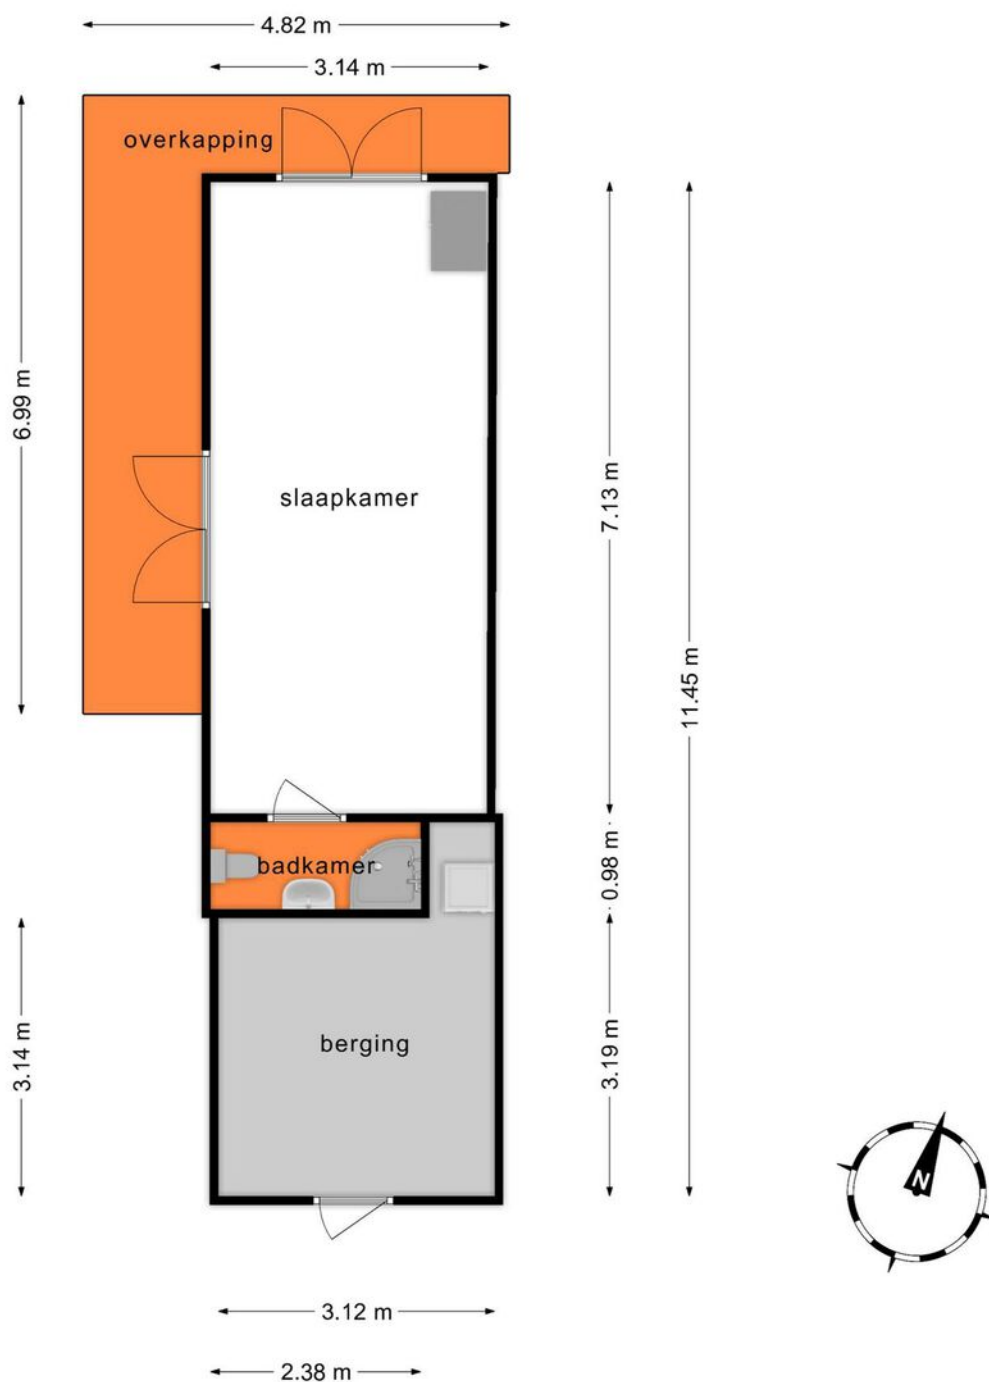 4.82 m
3.14 m
overkapping
6.99 m
slaapkamer
7.13 m
11.45 m
badkamer
0.98 m
berging
3.14 m
3.19 m
N
3.12 m
2.38 m